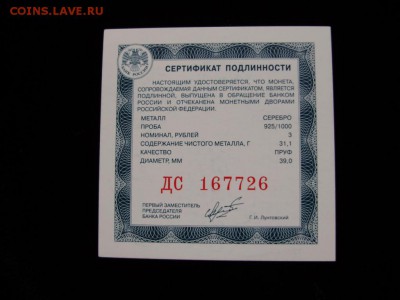 COINS.LAVE.RU
СЕРТИФИКАТ ПОДЛИННОСТИ
НАСТОЯЩИМ УДОСТОВЕРЯЕТСЯ, ЧТО МОНЕТА,
СОПРОВОЖДАЕМАЯ ДАННЫМ СЕРТИФИКАТОМ, ЯВЛЯЕТСЯ
ПОДЛИННОЙ, ВЫПУЩЕНА В ОБРАЩЕНИЕ БАНКОМ
РОССИИ И ОТЧЕКАНЕНА МОНЕТНЫМИ ДВОРАМИ
РОССИЙСКОЙ ФЕДЕРАЦИИ.
МЕТАЛЛ СЕРЕБРО
ПРОБА 925/1000
НОМИНАЛ, РУБЛЕЙ 3
СОДЕРЖАНИЕ ЧИСТОГО МЕТАЛЛА, Г 31,1
КАЧЕСТВО ПРУФ
ДИАМЕТР, ММ 39,0
ДС 167726
ПЕРВЫЙ ЗАМЕСТИТЕЛЬ
ПРЕДСЕДАТЕЛЯ
БАНКА РОССИИ Г.И. Лунтовский